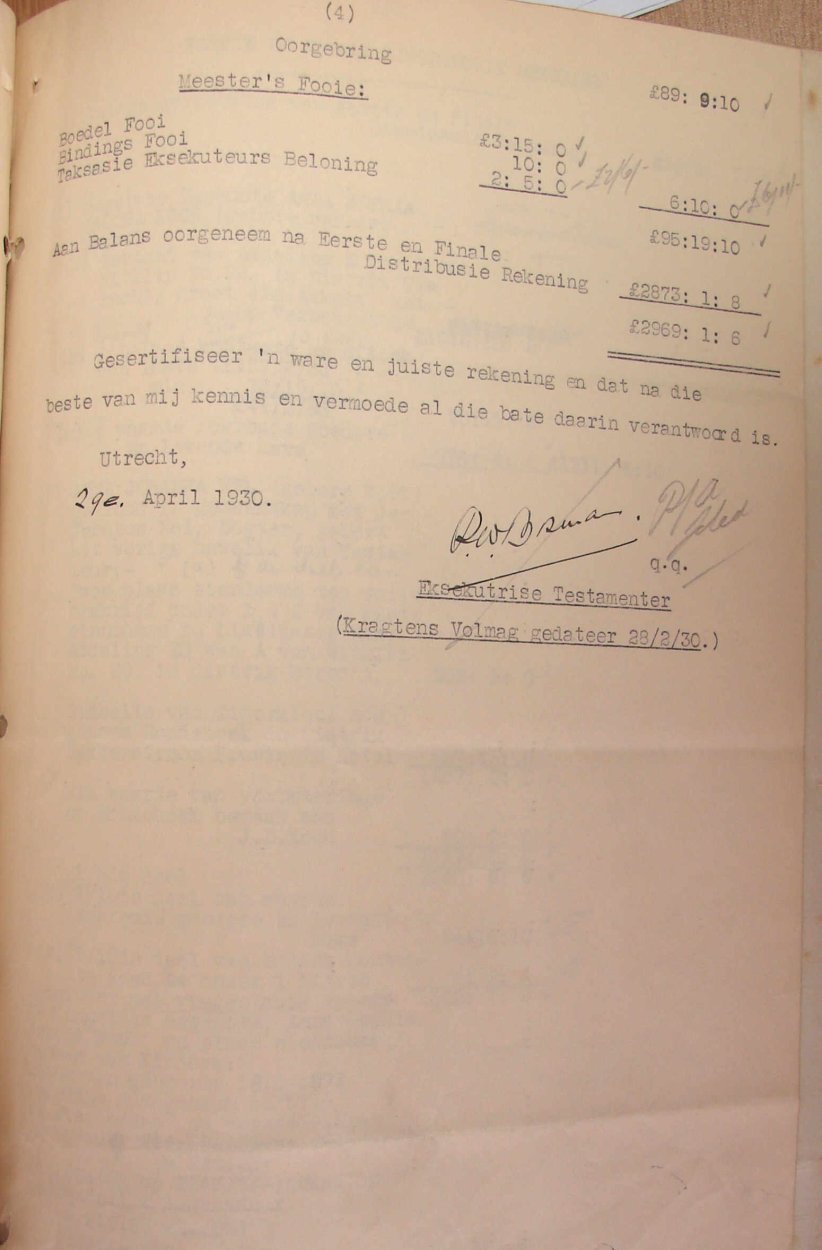 (4)
Oorgebring £89: 9:10 ✓
Meester's Fooie:
Boedel Fooi £3:15: 0 ✓
Bindings Fooi 10: 0 ✓
Taksasie Eksekuteurs Beloning 2: 5: 0
6:10: 0
£95:19:10 ✓
Aan Balans oorgeneem na Eerste en Finale
Distribusie Rekening £2873: 1: 8 ✓
£2969: 1: 6 ✓
Gesertifiseer 'n ware en juiste rekening en dat na die
beste van mij kennis en vermoede al die bate daarin verantwoord is.
Utrecht,
29e. April 1930.
P/A
q.q.
Eksekutrise Testamenter
(Kragtens Volmag gedateer 28/2/30.)